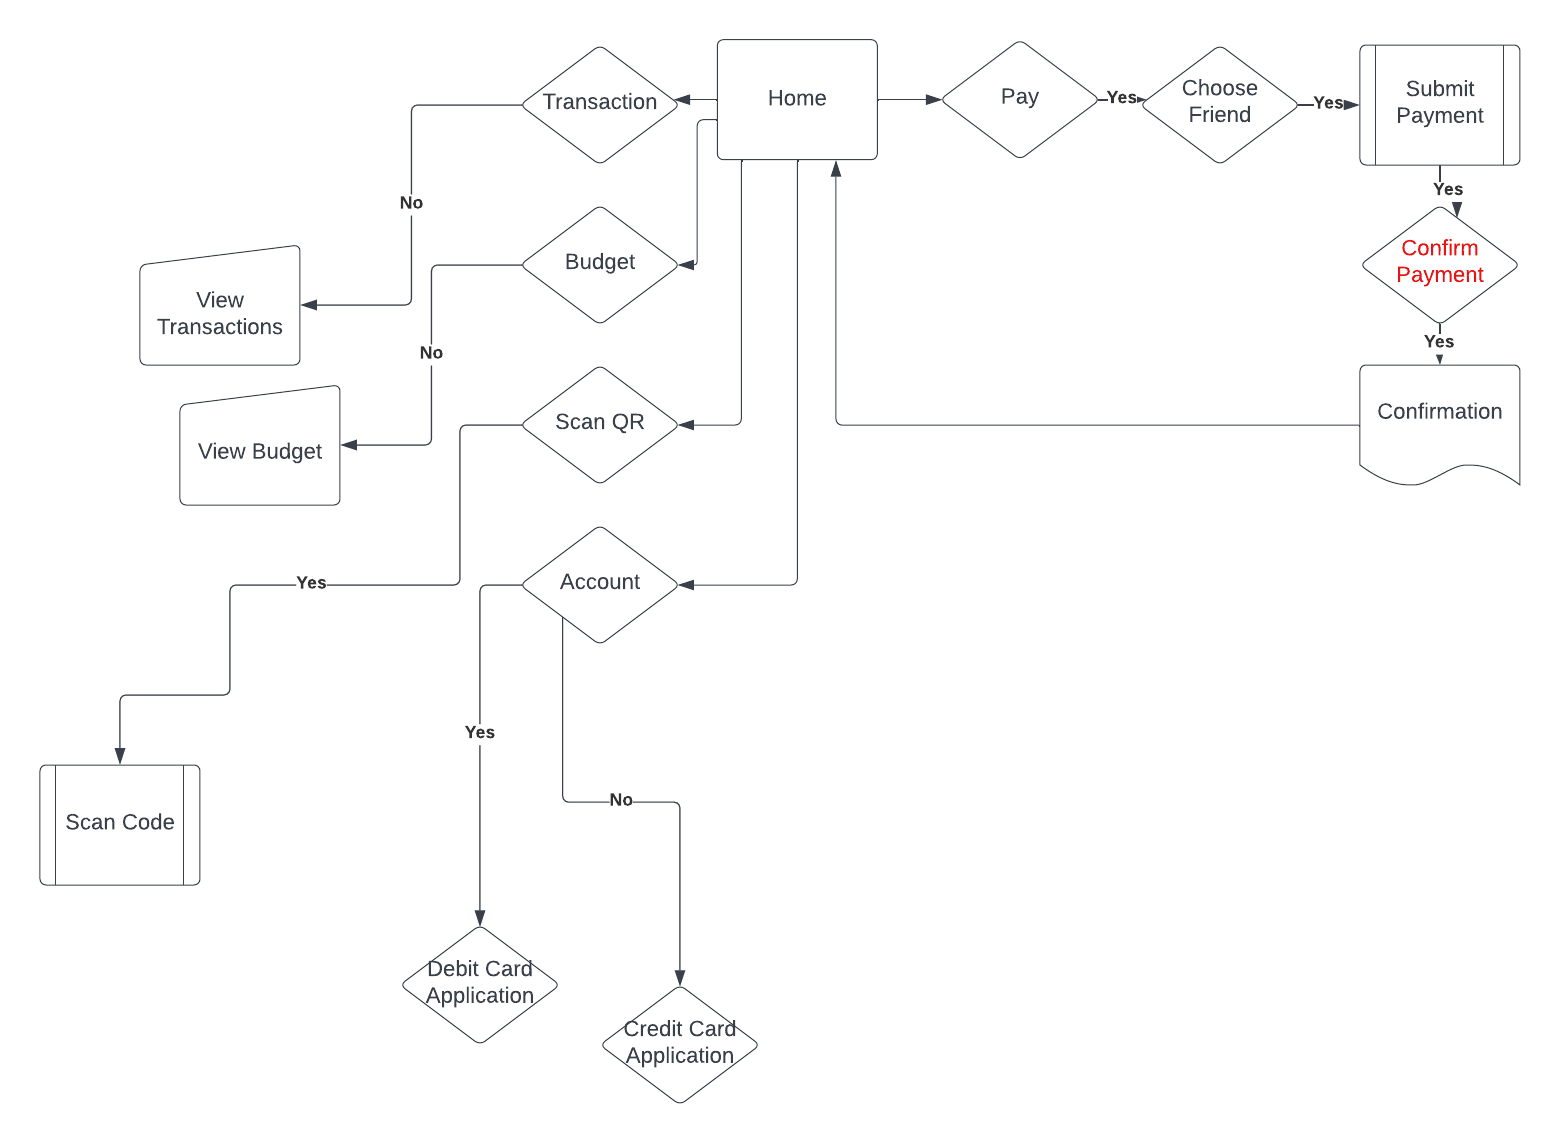 Transaction
Home
Pay
Yes
Choose
Friend
Yes
Submit
Payment
Yes
No
Confirm
Payment
Budget
View
Transactions
Yes
No
Confirmation
Scan QR
View Budget
Yes
Account
Yes
No
Scan Code
Debit Card
Application
Credit Card
Application